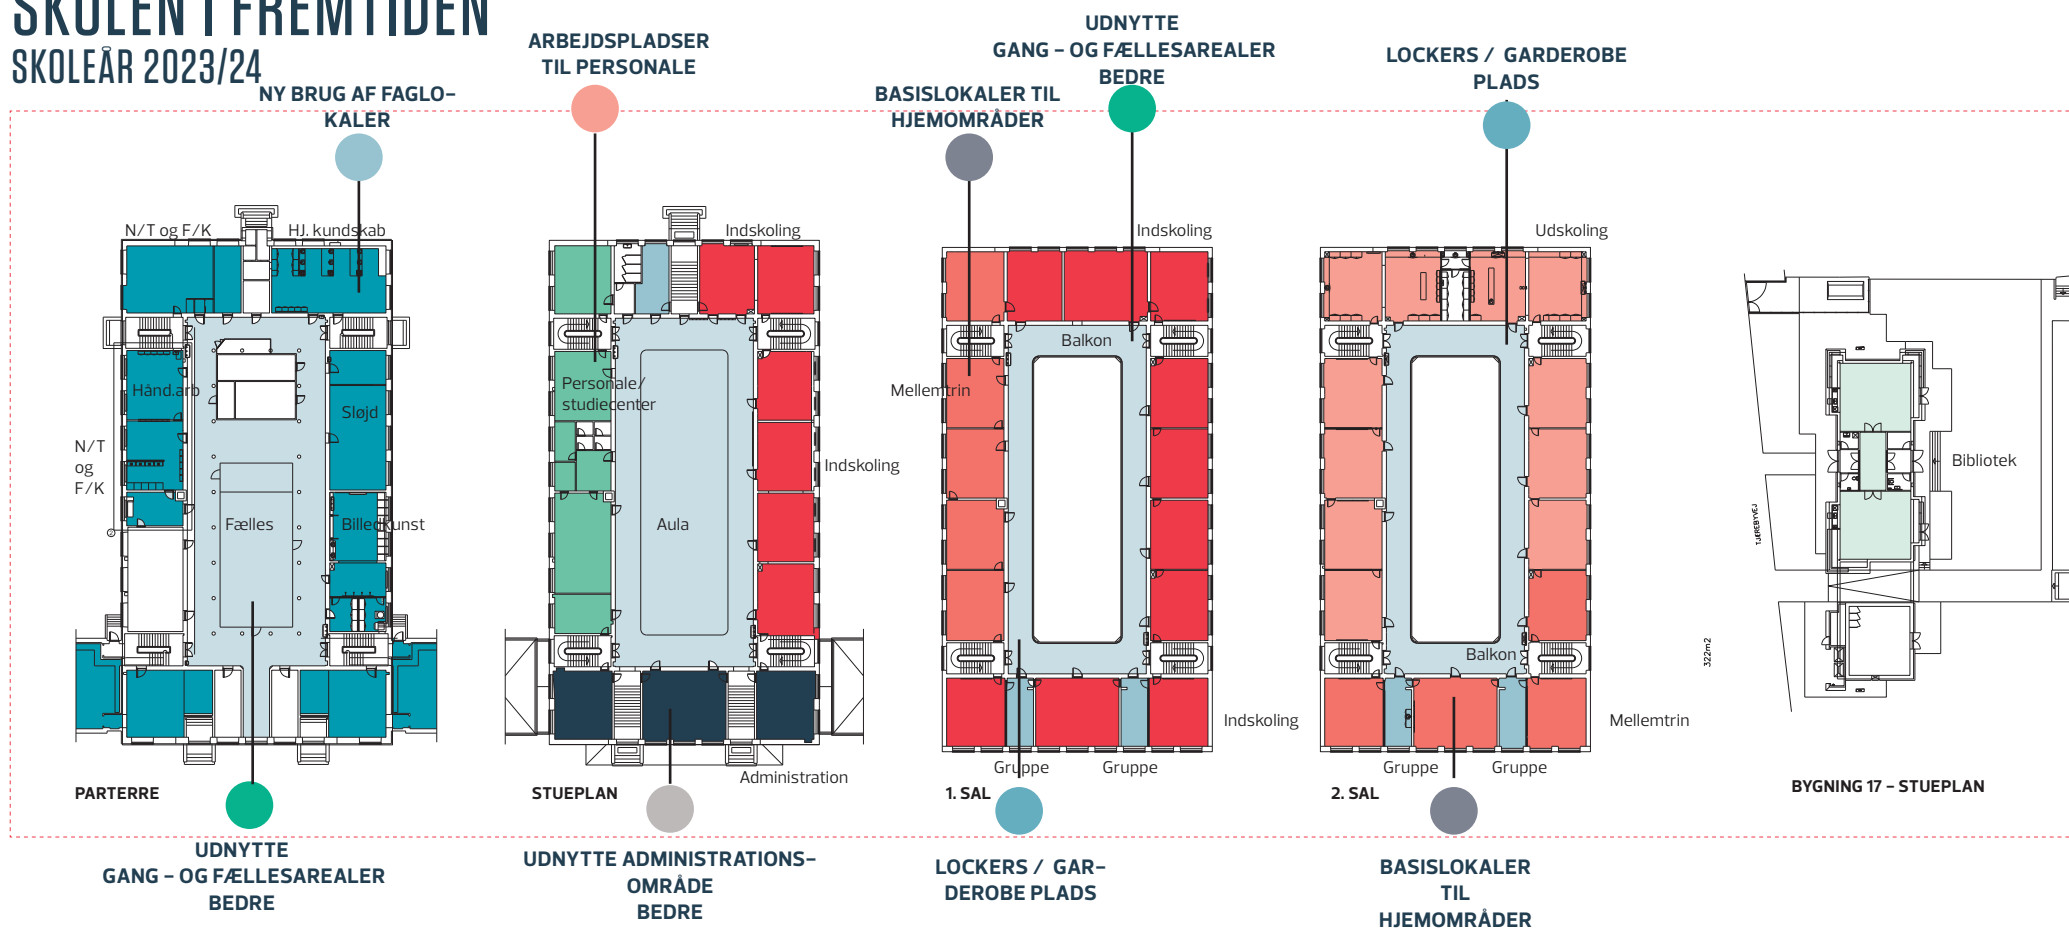 SKOLEN I FREMTIDEN
SKOLEÅR 2023/24
NY BRUG AF FAGLO-
KALER
ARBEJDSPLADSER
TIL PERSONALE
BASISLOKALER TIL
HJEMOMRÅDER
UDNYTTE
GANG - OG FÆLLESAREALER
BEDRE
LOCKERS / GARDEROBE
PLADS
N/T og F/K
HJ. kundskab
Hånd.arb
Sløjd
N/T
og
F/K
Fælles
Billedkunst
PARTERRE
Indskoling
Personale/
studiecenter
Indskoling
Aula
Administration
STUEPLAN
Indskoling
Balkon
Mellemtrin
Indskoling
Gruppe
Gruppe
1. SAL
Udskoling
Balkon
Mellemtrin
Gruppe
Gruppe
2. SAL
TJÆREBYVEJ
322m2
Bibliotek
BYGNING 17 - STUEPLAN
UDNYTTE
GANG - OG FÆLLESAREALER
BEDRE
UDNYTTE ADMINISTRATIONS-
OMRÅDE
BEDRE
LOCKERS / GAR-
DEROBE PLADS
BASISLOKALER
TIL
HJEMOMRÅDER